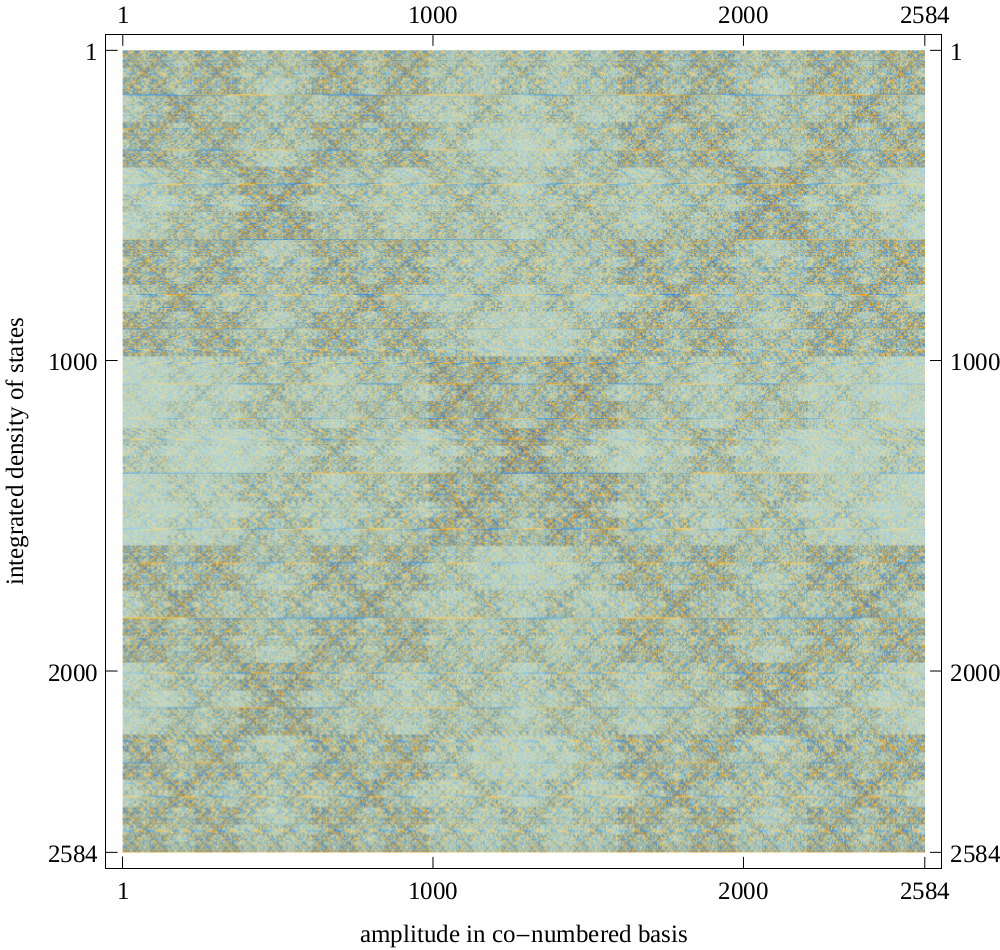 1 1000 2000 2584
1 1
integrated density of states
1000 1000
2000 2000
2584 2584
1 1000 2000 2584
amplitude in co−numbered basis